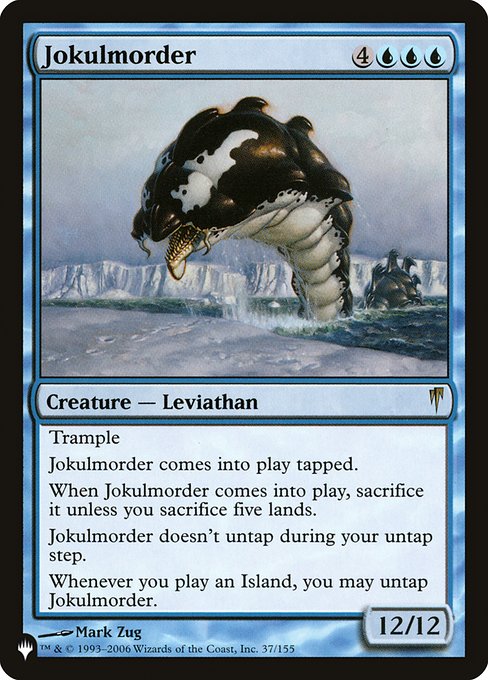 Jokulmorder 4
Creature — Leviathan
Trample
Jokulmorder comes into play tapped.
When Jokulmorder comes into play, sacrifice
it unless you sacrifice five lands.
Jokulmorder doesn't untap during your untap
step.
Whenever you play an Island, you may untap
Jokulmorder.
12/12
Mark Zug
™ & © 1993–2006 Wizards of the Coast, Inc. 37/155